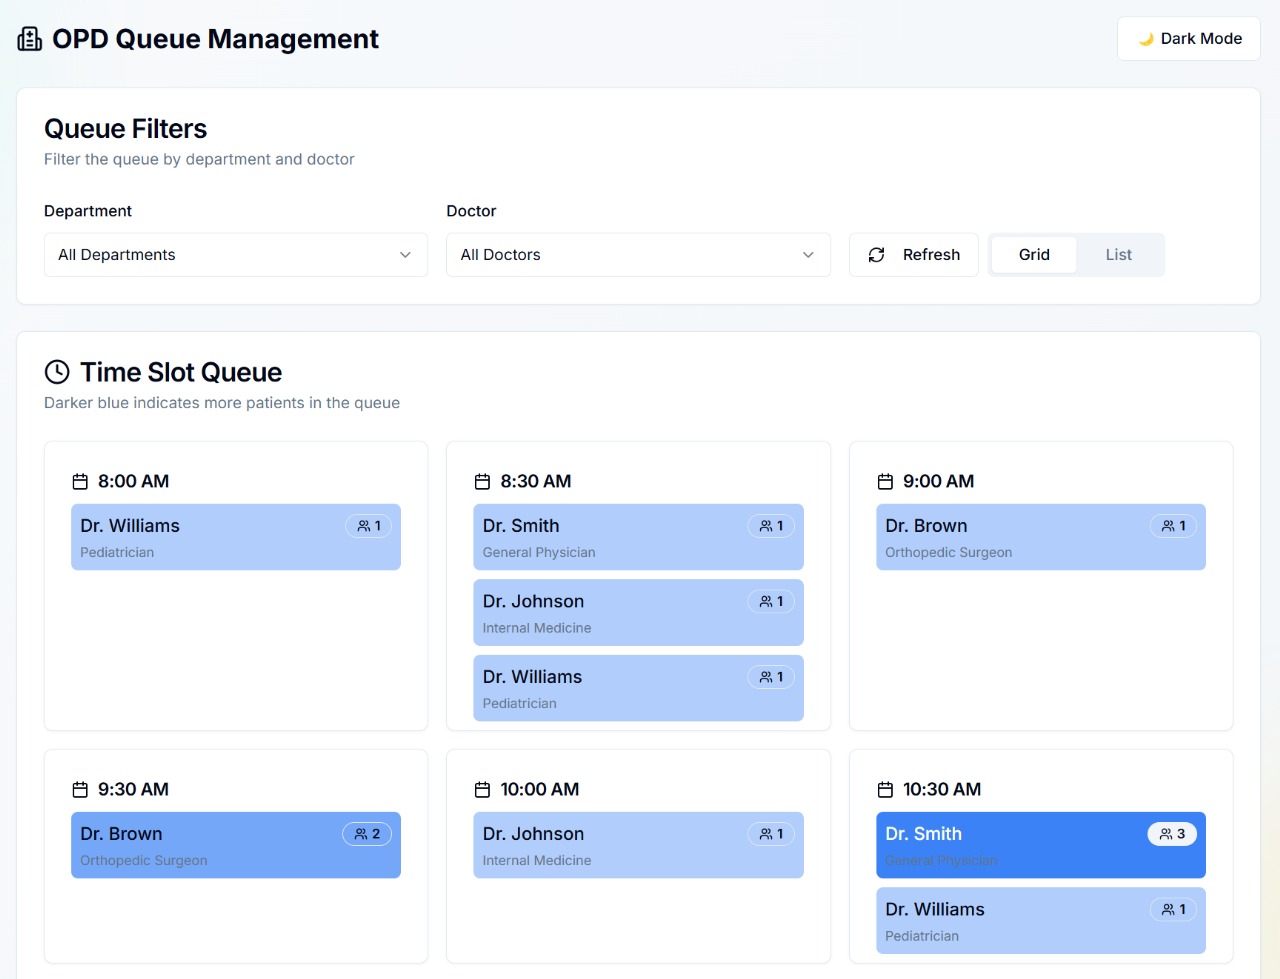 OPD Queue Management
🌙 Dark Mode
Queue Filters
Filter the queue by department and doctor
Department
Doctor
All Departments
All Doctors
Refresh
Grid
List
Time Slot Queue
Darker blue indicates more patients in the queue
8:00 AM
Dr. Williams 1
Pediatrician
8:30 AM
Dr. Smith 1
General Physician
Dr. Johnson 1
Internal Medicine
Dr. Williams 1
Pediatrician
9:00 AM
Dr. Brown 1
Orthopedic Surgeon
9:30 AM
Dr. Brown 2
Orthopedic Surgeon
10:00 AM
Dr. Johnson 1
Internal Medicine
10:30 AM
Dr. Smith 3
General Physician
Dr. Williams 1
Pediatrician